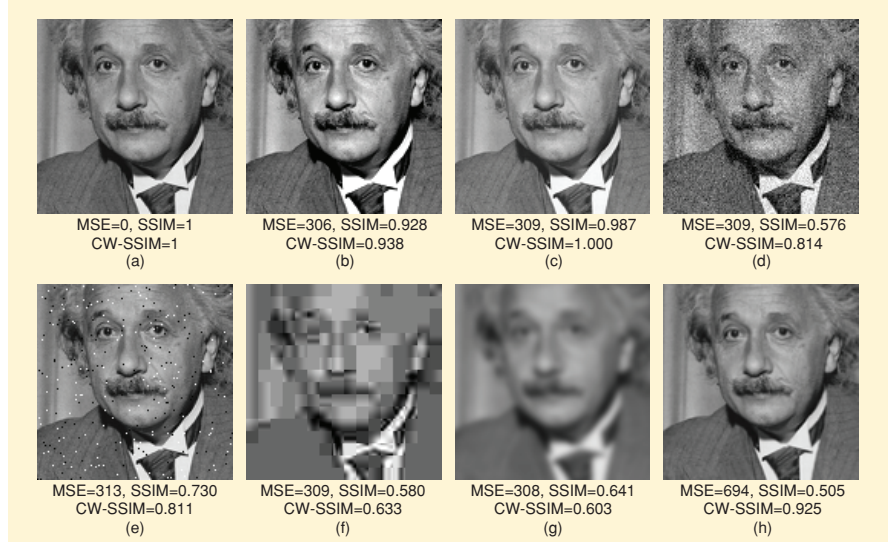 MSE=0, SSIM=1
CW-SSIM=1
(a)
MSE=306, SSIM=0.928
CW-SSIM=0.938
(b)
MSE=309, SSIM=0.987
CW-SSIM=1.000
(c)
MSE=309, SSIM=0.576
CW-SSIM=0.814
(d)
MSE=313, SSIM=0.730
CW-SSIM=0.811
(e)
MSE=309, SSIM=0.580
CW-SSIM=0.633
(f)
MSE=308, SSIM=0.641
CW-SSIM=0.603
(g)
MSE=694, SSIM=0.505
CW-SSIM=0.925
(h)